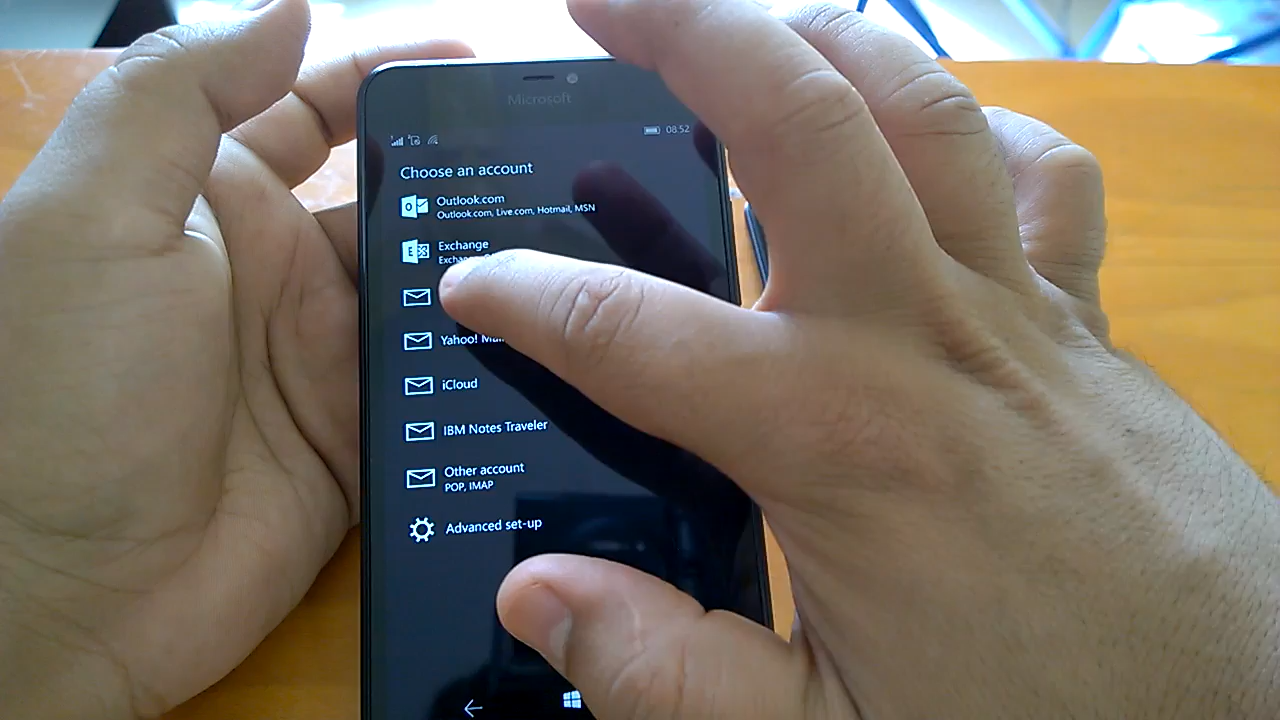 Microsoft
08:52
Choose an account
Outlook.com
Outlook.com, Live.com, Hotmail, MSN
Exchange
Yahoo!
iCloud
IBM Notes Traveler
Other account
POP, IMAP
Advanced set-up